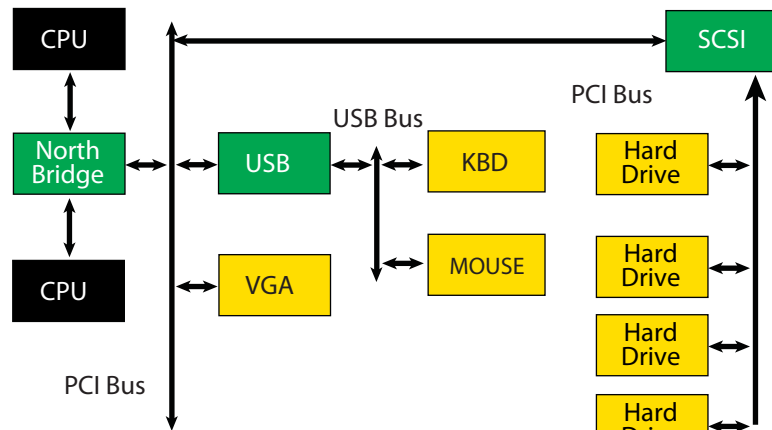 CPU
SCSI
PCI Bus
USB Bus
North
Bridge
USB
KBD
Hard
Drive
CPU
VGA
MOUSE
Hard
Drive
Hard
Drive
PCI Bus
Hard
Drive